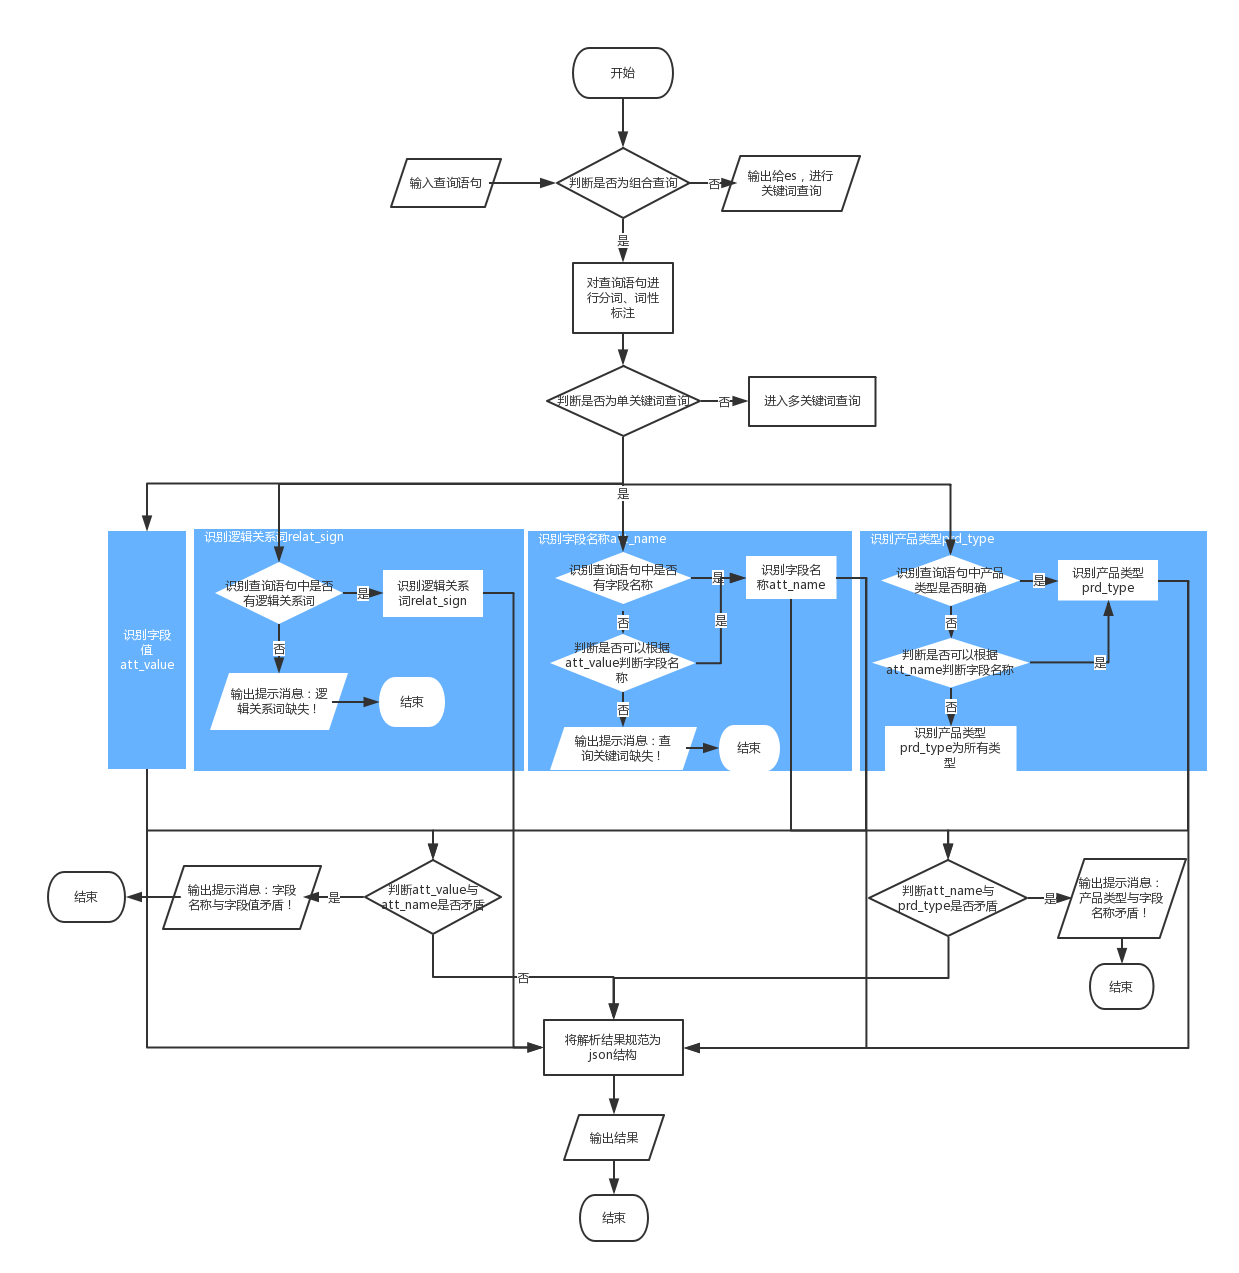 开始
输入查询语句
判断是否为组合查询
否
输出给es，进行
关键词查询
是
对查询语句进
行分词、词性
标注
判断是否为单关键词查询
否
进入多关键词查询
是
识别字段
值
att_value
识别逻辑关系词relat_sign
识别查询语句中是否
有逻辑关系词
是
识别逻辑关系
词relat_sign
否
输出提示消息：逻
辑关系词缺失！
结束
识别字段名称att_name
识别查询语句中是否
有字段名称
是
识别字段名
称att_name
否
是
判断是否可以根据
att_value判断字段名
称
否
输出提示消息：查
询关键词缺失！
结束
识别产品类型prd_type
识别查询语句中产品
类型是否明确
是
识别产品类型
prd_type
否
判断是否可以根据
att_name判断字段名称
是
否
识别产品类型
prd_type为所有类
型
结束
输出提示消息：字段
名称与字段值矛盾！
是
判断att_value与
att_name是否矛盾
判断att_name与
prd_type是否矛盾
是
输出提示消息：
产品类型与字段
名称矛盾！
否
结束
将解析结果规范为
json结构
输出结果
结束